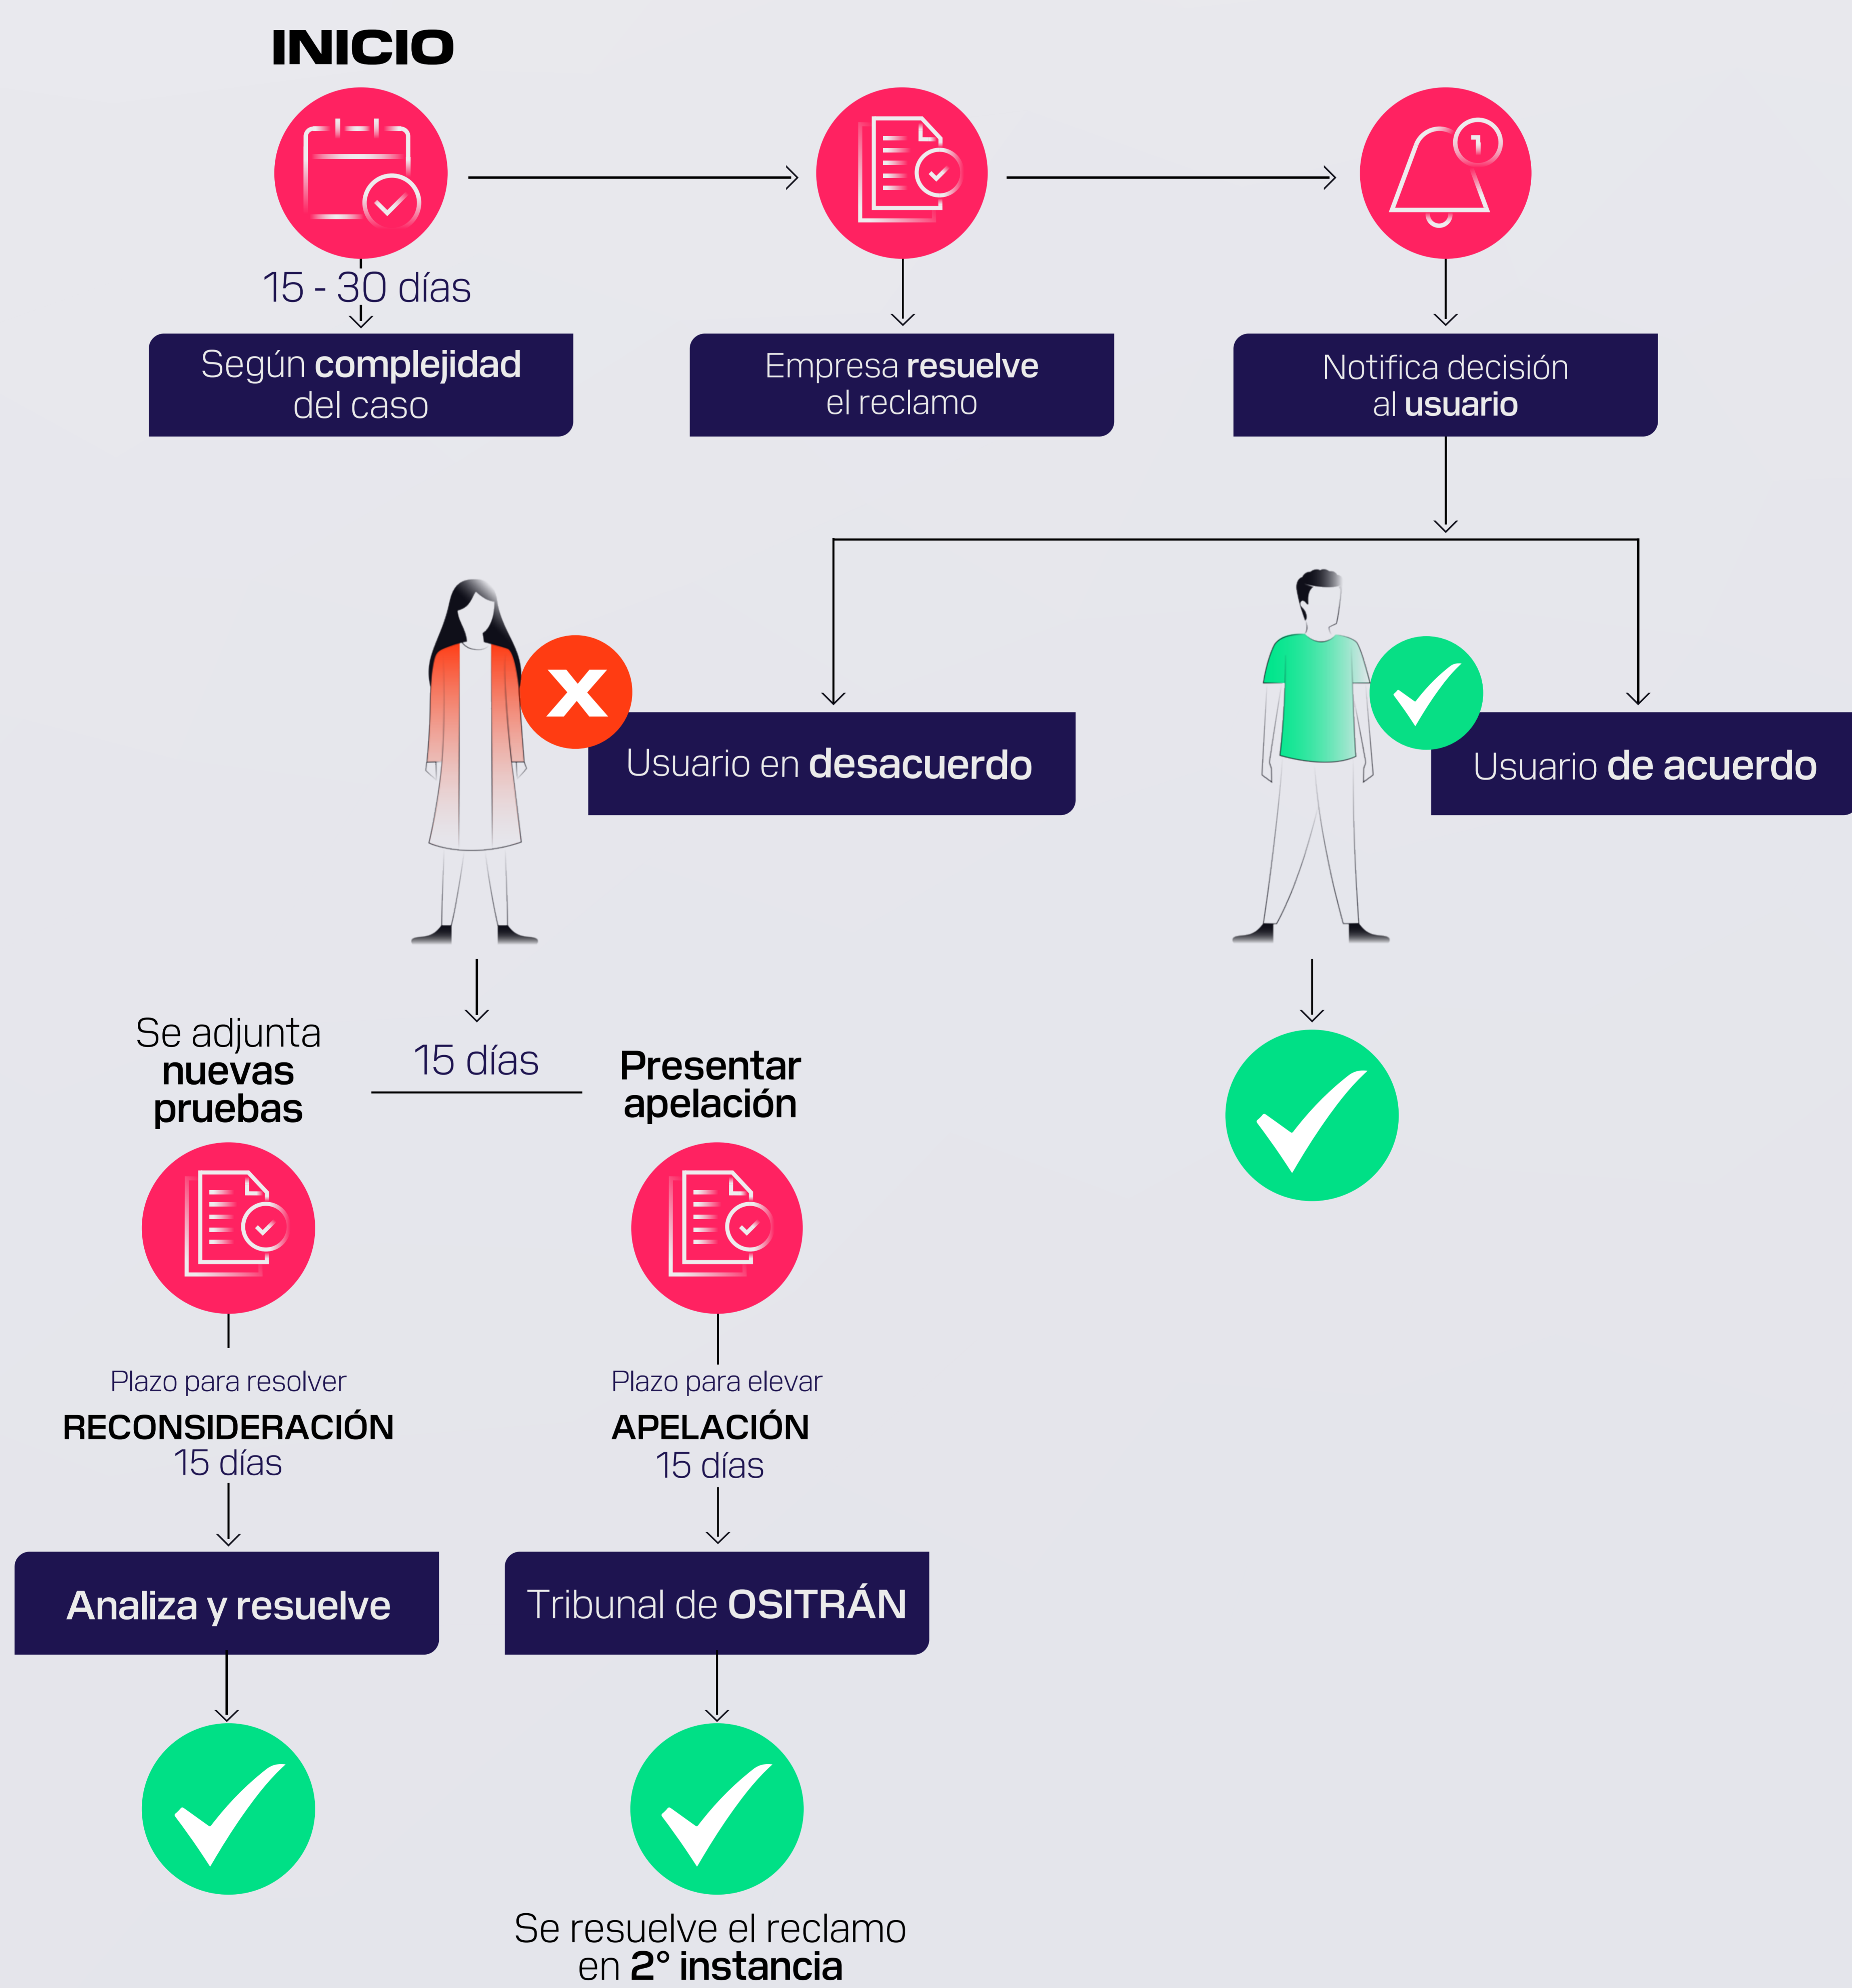 INICIO
1
15 - 30 días
Según complejidad
del caso
Empresa resuelve
el reclamo
Notifica decisión
al usuario
X
Usuario en desacuerdo
Usuario de acuerdo
Se adjunta
nuevas
pruebas
15 días
Presentar
apelación
Plazo para resolver
RECONSIDERACIÓN
15 días
Plazo para elevar
APELACIÓN
15 días
Analiza y resuelve
Tribunal de OSITRÁN
Se resuelve el reclamo
en 2° instancia